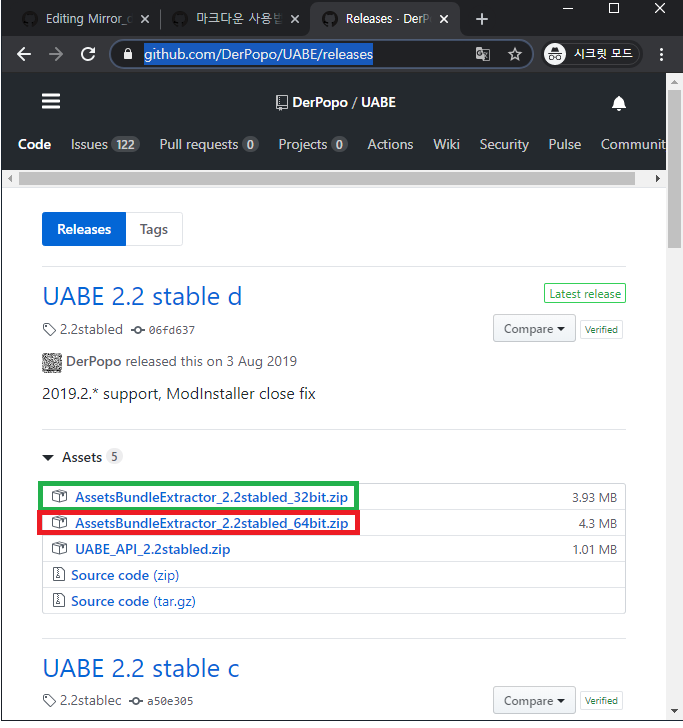 Editing Mirror_c
마크다운 사용법
Releases · DerP
github.com/DerPopo/UABE/releases
시크릿 모드
DerPopo / UABE
Code Issues 122 Pull requests 0 Projects 0 Actions Wiki Security Pulse Communit
Releases Tags
UABE 2.2 stable d
Latest release
2.2stabled 06fd637
Compare
Verified
DerPopo released this on 3 Aug 2019
2019.2.* support, ModInstaller close fix
Assets 5
AssetsBundleExtractor_2.2stabled_32bit.zip 3.93 MB
AssetsBundleExtractor_2.2stabled_64bit.zip 4.3 MB
UABE_API_2.2stabled.zip 1.01 MB
Source code (zip)
Source code (tar.gz)
UABE 2.2 stable c
2.2stablec a50e305
Compare
Verified